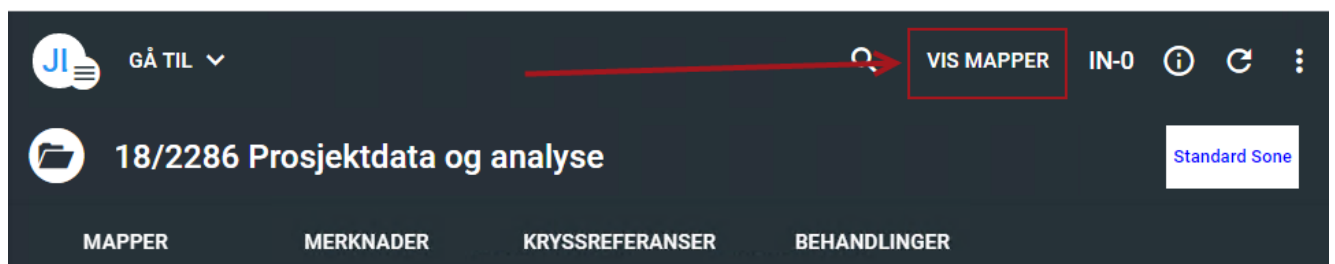 JI GÅ TIL VIS MAPPER IN-0
18/2286 Prosjektdata og analyse Standard Sone
MAPPER MERKNADER KRYSSREFERANSER BEHANDLINGER